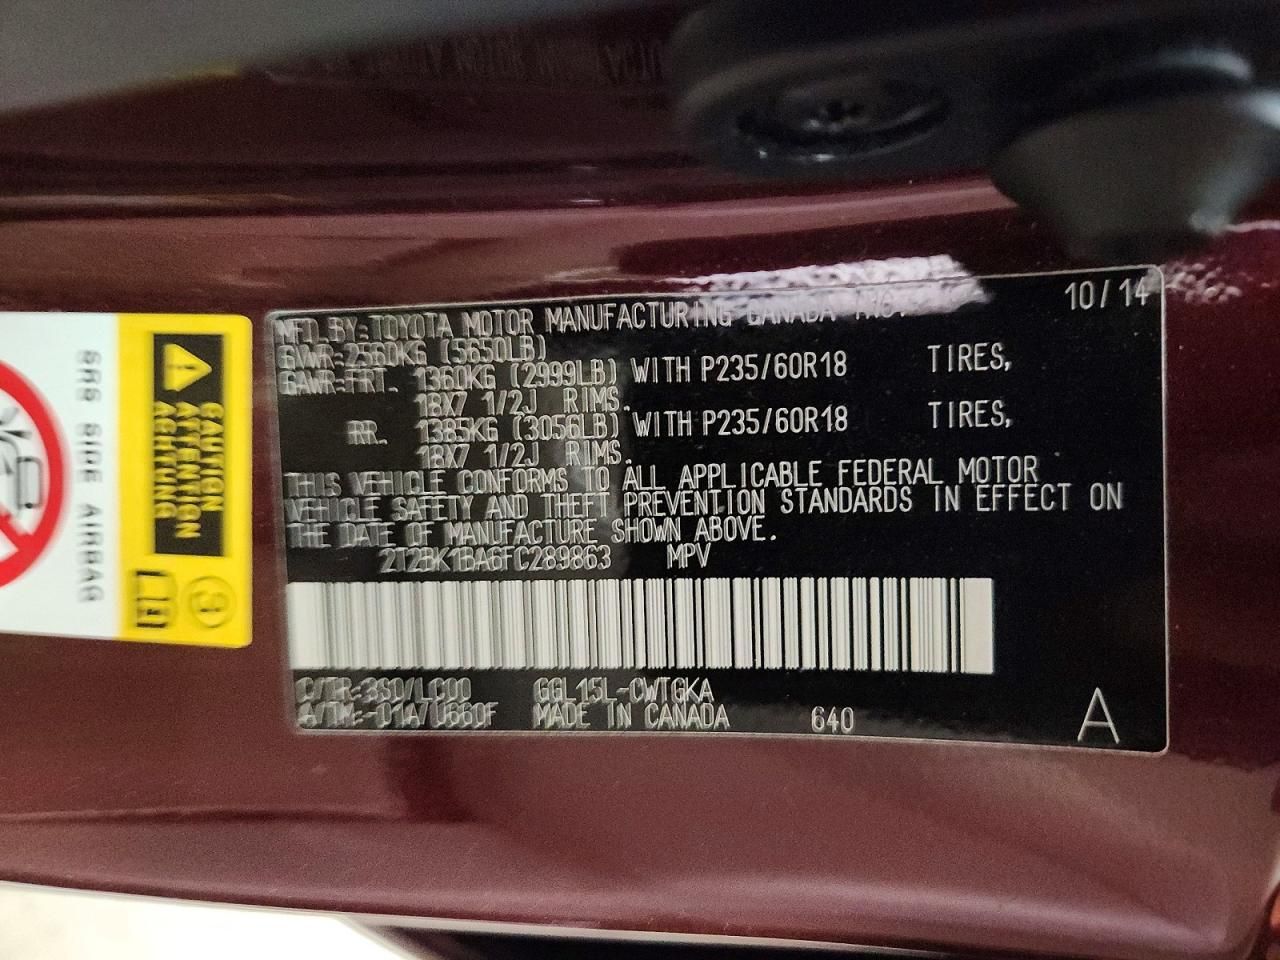 MFD. BY: TOYOTA MOTOR MANUFACTURING CANADA INC. 10/14
GVWR: 2560KG (5650LB)
GAWR: FRT. 1360KG (2999LB) WITH P235/60R18 TIRES,
18X7 1/2J RIMS.
RR. 1385KG (3056LB) WITH P235/60R18 TIRES,
18X7 1/2J RIMS.
THIS VEHICLE CONFORMS TO ALL APPLICABLE FEDERAL MOTOR
VEHICLE SAFETY AND THEFT PREVENTION STANDARDS IN EFFECT ON
THE DATE OF MANUFACTURE SHOWN ABOVE.
2T2BK1BA6FC289863 MPV
C/TR: 3S0/LC00 GGL15L-CWTGKA
A/TM: -01A/U660F MADE IN CANADA 640 A
CAUTION
ATTENTION
ACHTUNG
SRS SIDE AIRBAG